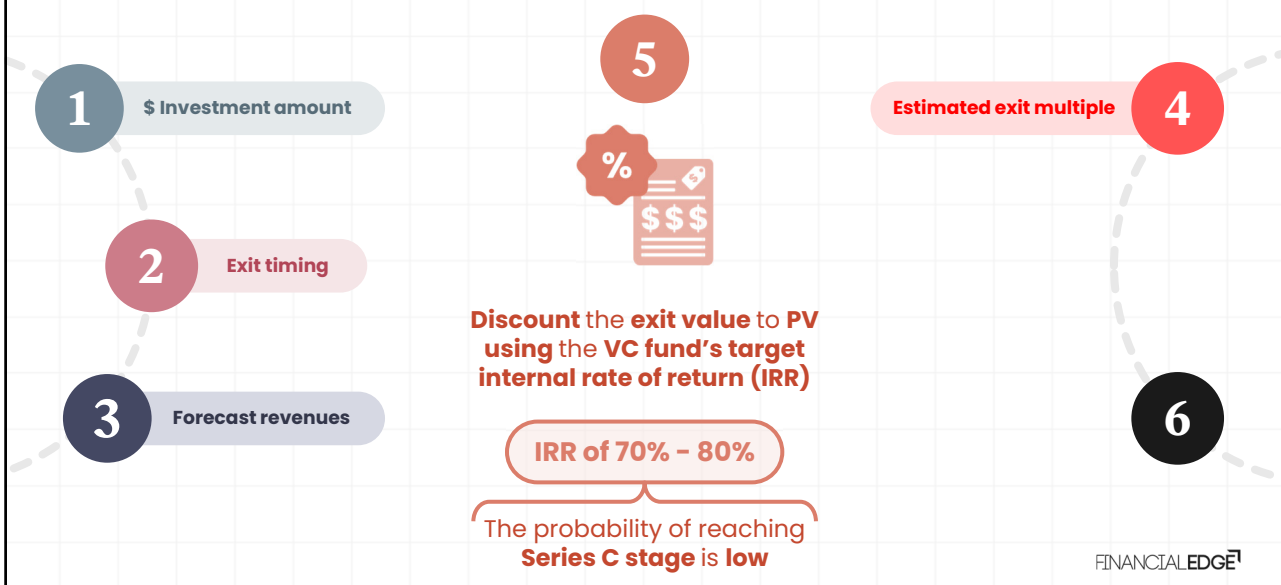 1
$ Investment amount
2
Exit timing
3
Forecast revenues
5
%
$
$$$
Discount the exit value to PV
using the VC fund’s target
internal rate of return (IRR)
IRR of 70% - 80%
The probability of reaching
Series C stage is low
Estimated exit multiple
4
6
FINANCIALEDGE